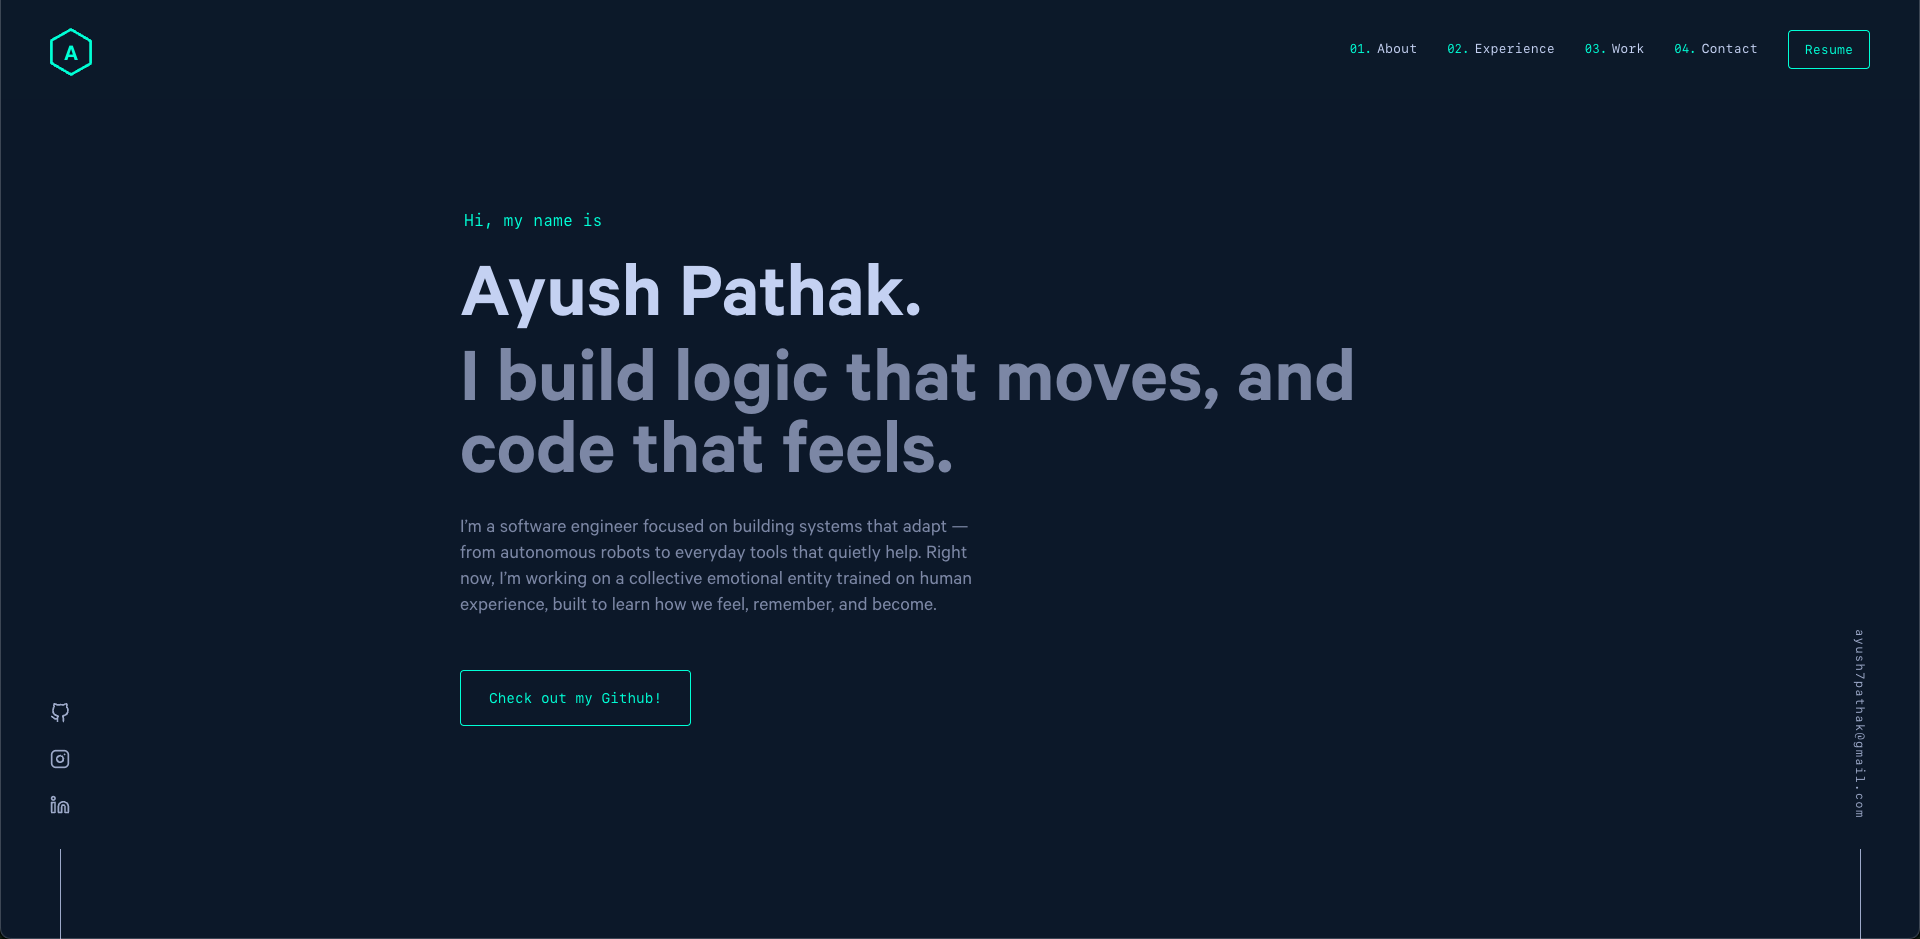 A
01. About 02. Experience 03. Work 04. Contact Resume
Hi, my name is
Ayush Pathak.
I build logic that moves, and
code that feels.
I’m a software engineer focused on building systems that adapt —
from autonomous robots to everyday tools that quietly help. Right
now, I’m working on a collective emotional entity trained on human
experience, built to learn how we feel, remember, and become.
Check out my Github!
ayush7pathak@gmail.com